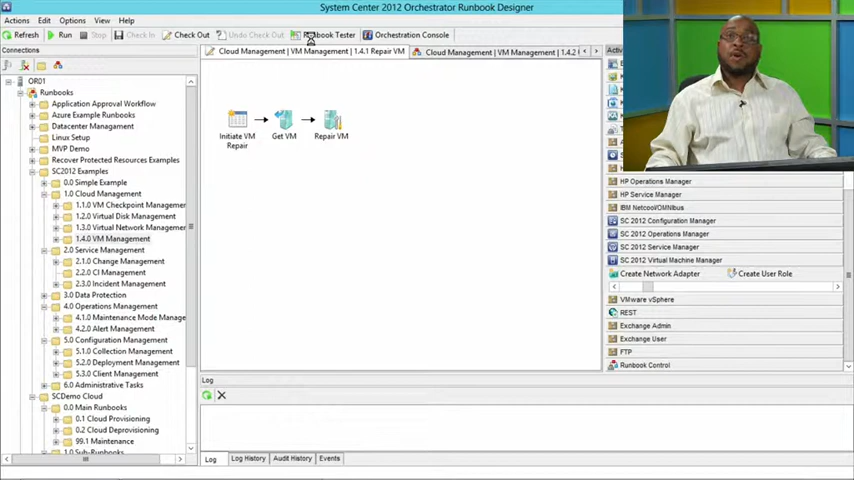 System Center 2012 Orchestrator Runbook Designer
Actions Options View Help
Refresh Run Stop Check In Check Out Undo Check Out Runbook Tester Orchestration Console
Connections
Cloud Management | VM Management | 1.4.1 Repair VM
Cloud Management | VM Management | 1.4.2
Activ
OR01
Runbooks
Application Approval Workflow
Azure Example Runbooks
Datacenter Management
Linux Setup
MVP Demo
Recover Protected Resources Examples
SC2012 Examples
0.0 Simple Example
1.0 Cloud Management
1.1.0 VM Checkpoint Managemer
1.2.0 Virtual Disk Management
1.3.0 Virtual Network Managemer
1.4.0 VM Management
2.0 Service Management
2.1.0 Change Management
2.2.0 CI Management
2.3.0 Incident Management
3.0 Data Protection
4.0 Operations Management
4.1.0 Maintenance Mode Manage
4.2.0 Alert Management
5.0 Configuration Management
5.1.0 Collection Management
5.2.0 Deployment Management
5.3.0 Client Management
6.0 Administrative Tasks
SCDemo Cloud
0.0 Main Runbooks
0.1 Cloud Provisioning
0.2 Cloud Deprovisioning
99.1 Maintenance
1.0 Sub-Runbooks
Initiate VM
Repair
Get VM
Repair VM
HP Operations Manager
HP Service Manager
IBM Netcool/OMNIbus
SC 2012 Configuration Manager
SC 2012 Operations Manager
SC 2012 Service Manager
SC 2012 Virtual Machine Manager
Create Network Adapter
Create User Role
VMware vSphere
REST
Exchange Admin
Exchange User
FTP
Runbook Control
Log
Log Log History Audit History Events